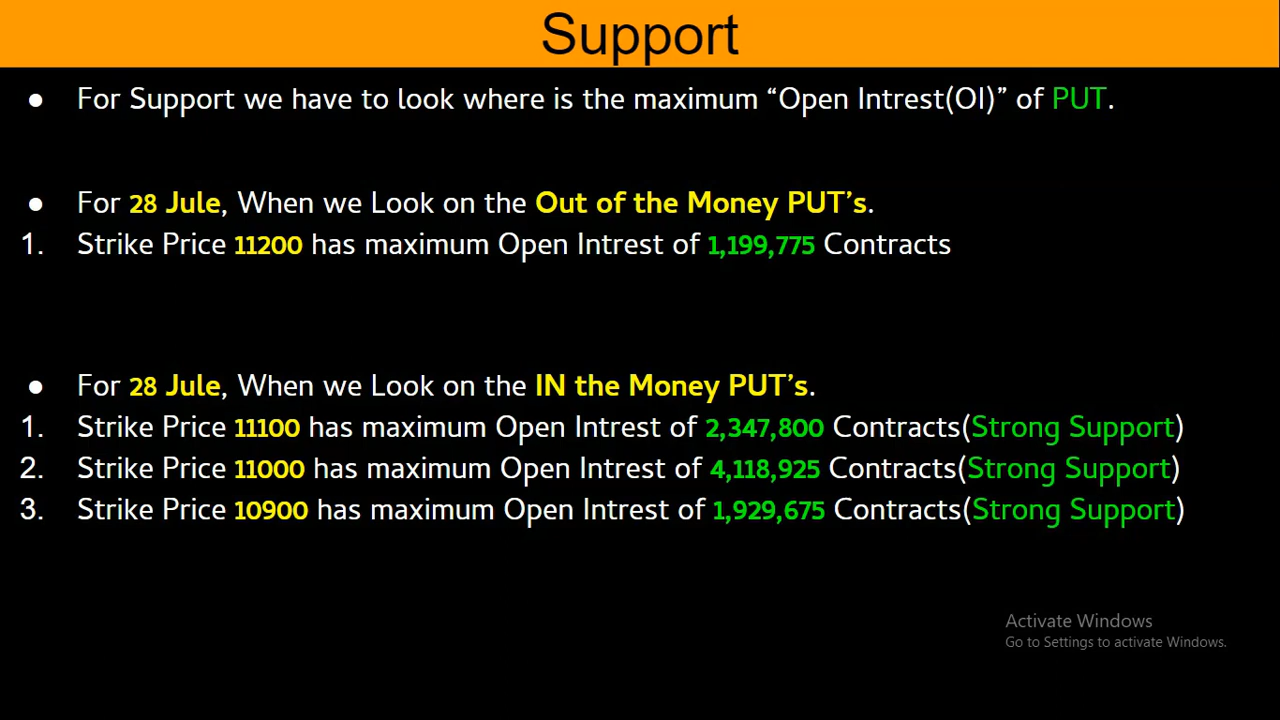 Support
● For Support we have to look where is the maximum “Open Intrest(OI)” of PUT.
● For 28 Jule, When we Look on the Out of the Money PUT’s.
1. Strike Price 11200 has maximum Open Intrest of 1,199,775 Contracts
● For 28 Jule, When we Look on the IN the Money PUT’s.
1. Strike Price 11100 has maximum Open Intrest of 2,347,800 Contracts(Strong Support)
2. Strike Price 11000 has maximum Open Intrest of 4,118,925 Contracts(Strong Support)
3. Strike Price 10900 has maximum Open Intrest of 1,929,675 Contracts(Strong Support)
Activate Windows
Go to Settings to activate Windows.